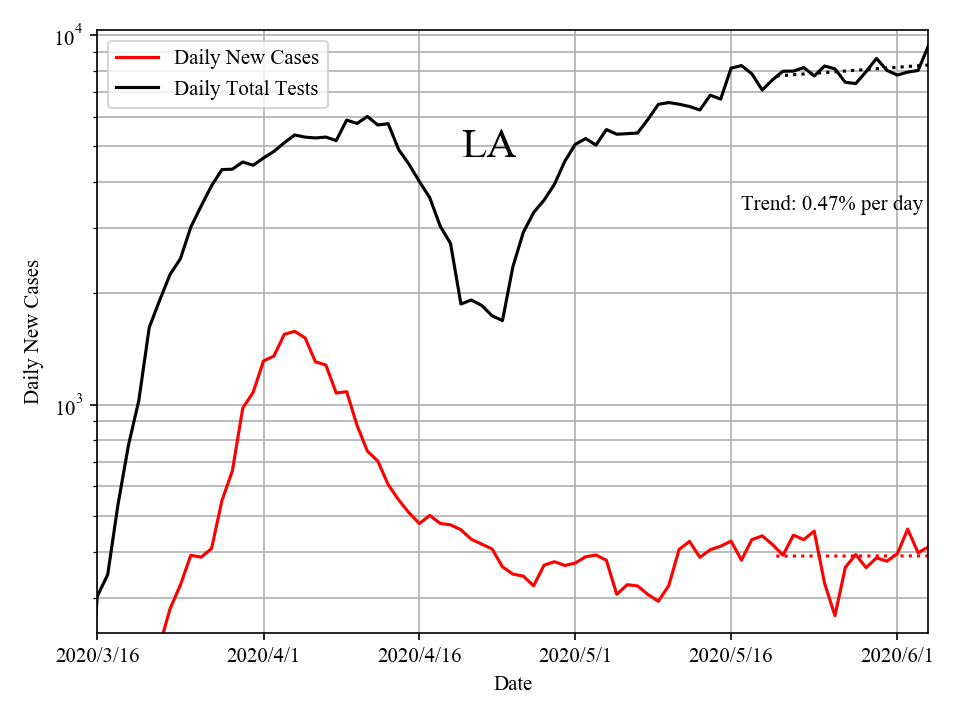 10^4
Daily New Cases
Daily Total Tests
LA
Trend: 0.47% per day
Daily New Cases
10^3
2020/3/16 2020/4/1 2020/4/16 2020/5/1 2020/5/16 2020/6/1
Date